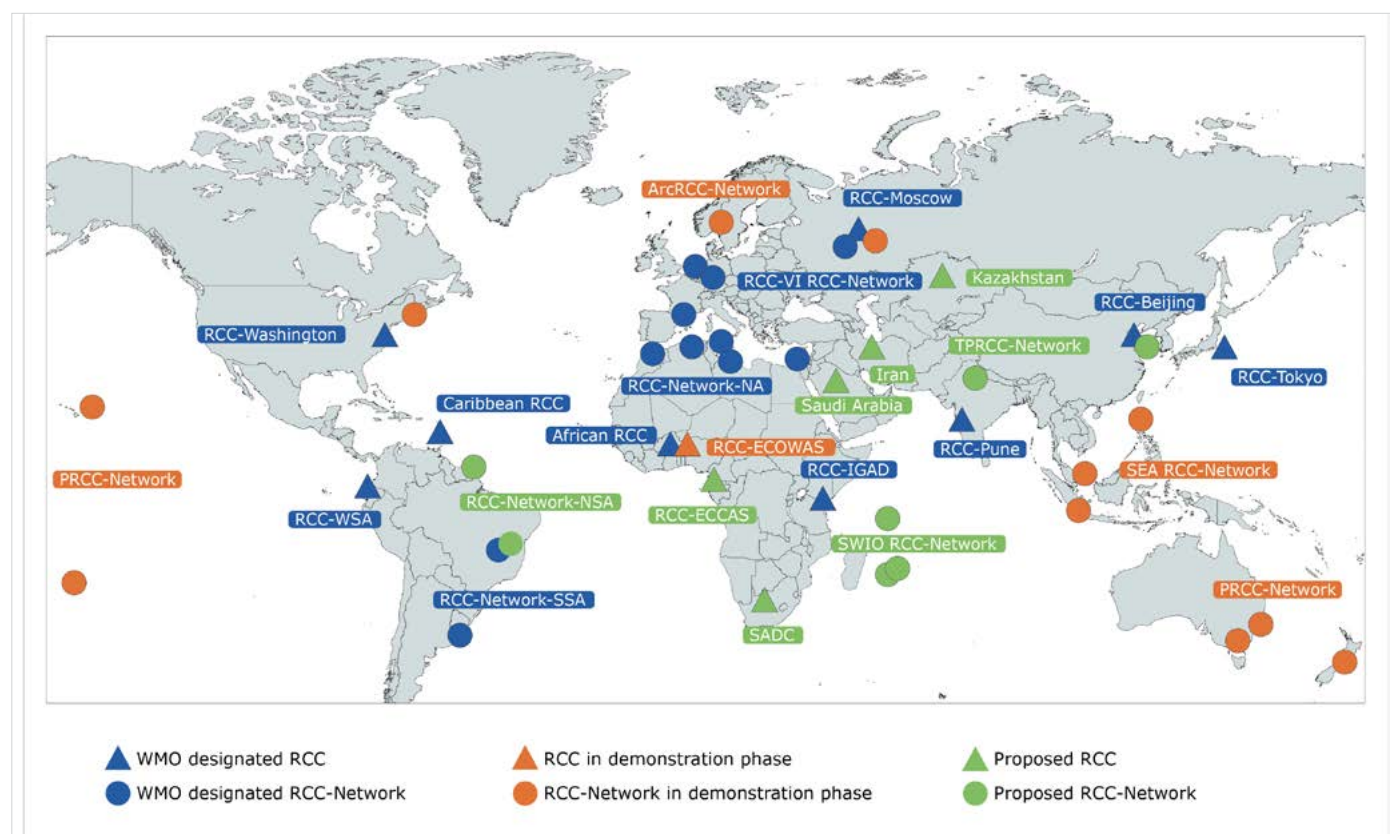 ArcRCC-Network
RCC-Moscow
RCC-VI RCC-Network
Kazakhstan
RCC-Washington
RCC-Beijing
TPRCC-Network
RCC-Tokyo
Iran
RCC-Network-NA
Saudi Arabia
Caribbean RCC
African RCC
RCC-ECOWAS
RCC-Pune
RCC-IGAD
SEA RCC-Network
PRCC-Network
RCC-Network-NSA
RCC-ECCAS
RCC-WSA
SWIO RCC-Network
PRCC-Network
RCC-Network-SSA
SADC
WMO designated RCC
RCC in demonstration phase
Proposed RCC
WMO designated RCC-Network
RCC-Network in demonstration phase
Proposed RCC-Network